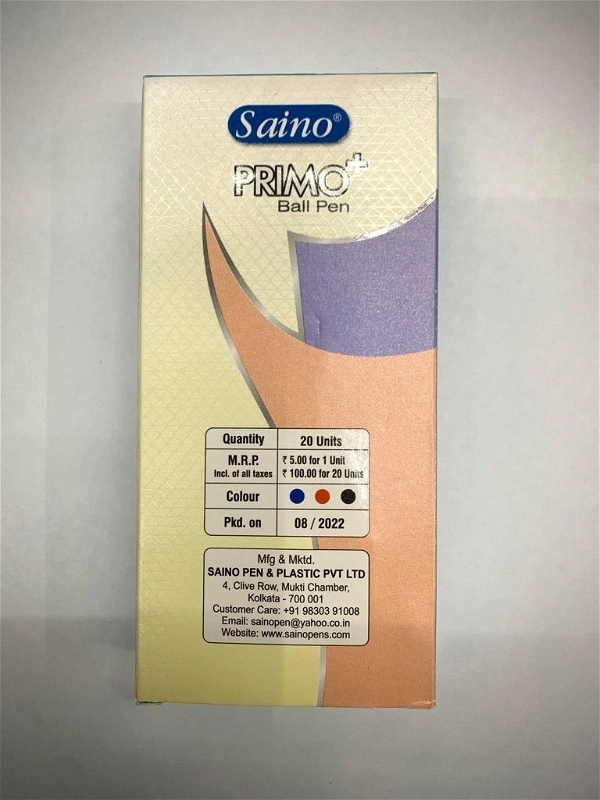 Saino®
PRIMO+
Ball Pen
Quantity 20 Units
M.R.P. ₹ 5.00 for 1 Unit
Incl. of all taxes ₹ 100.00 for 20 Units
Colour
Pkd. on 08 / 2022
Mfg & Mktd.
SAINO PEN & PLASTIC PVT LTD
4, Clive Row, Mukti Chamber,
Kolkata - 700 001
Customer Care: +91 98303 91008
Email: sainopen@yahoo.co.in
Website: www.sainopens.com